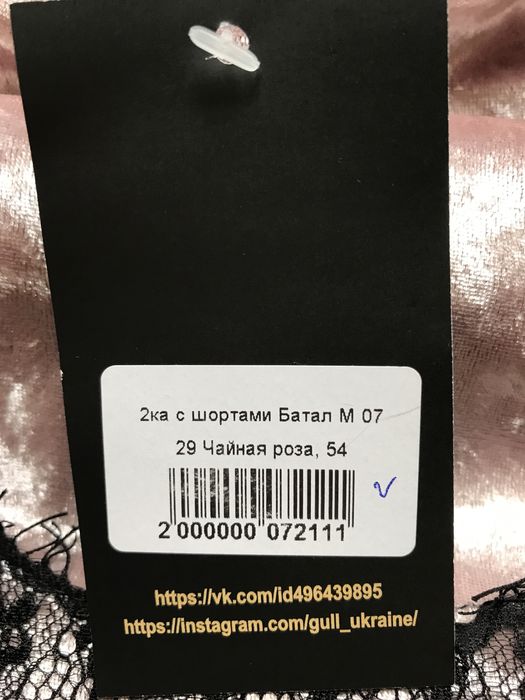 2ка с шортами Батал М 07
29 Чайная роза, 54
2 000000 072111
https://vk.com/id496439895
https://instagram.com/gull_ukraine/